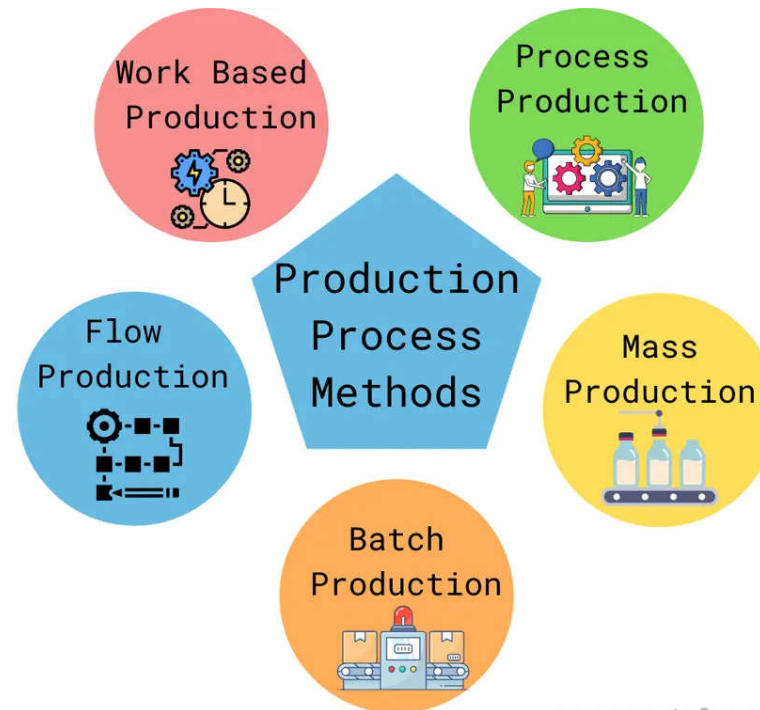 Work Based
Production
Process
Production
Production
Process
Methods
Flow
Production
Mass
Production
Batch
Production